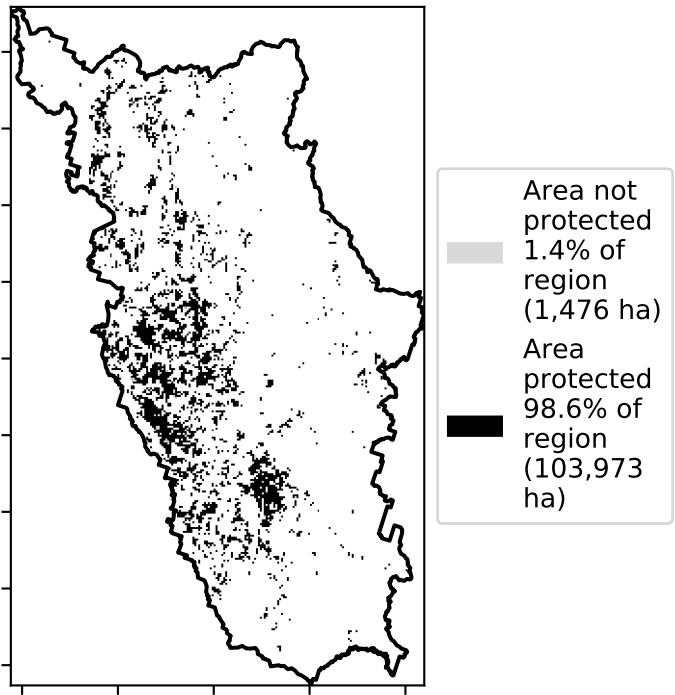 Area not
protected
1.4% of
region
(1,476 ha)
Area
protected
98.6% of
region
(103,973
ha)